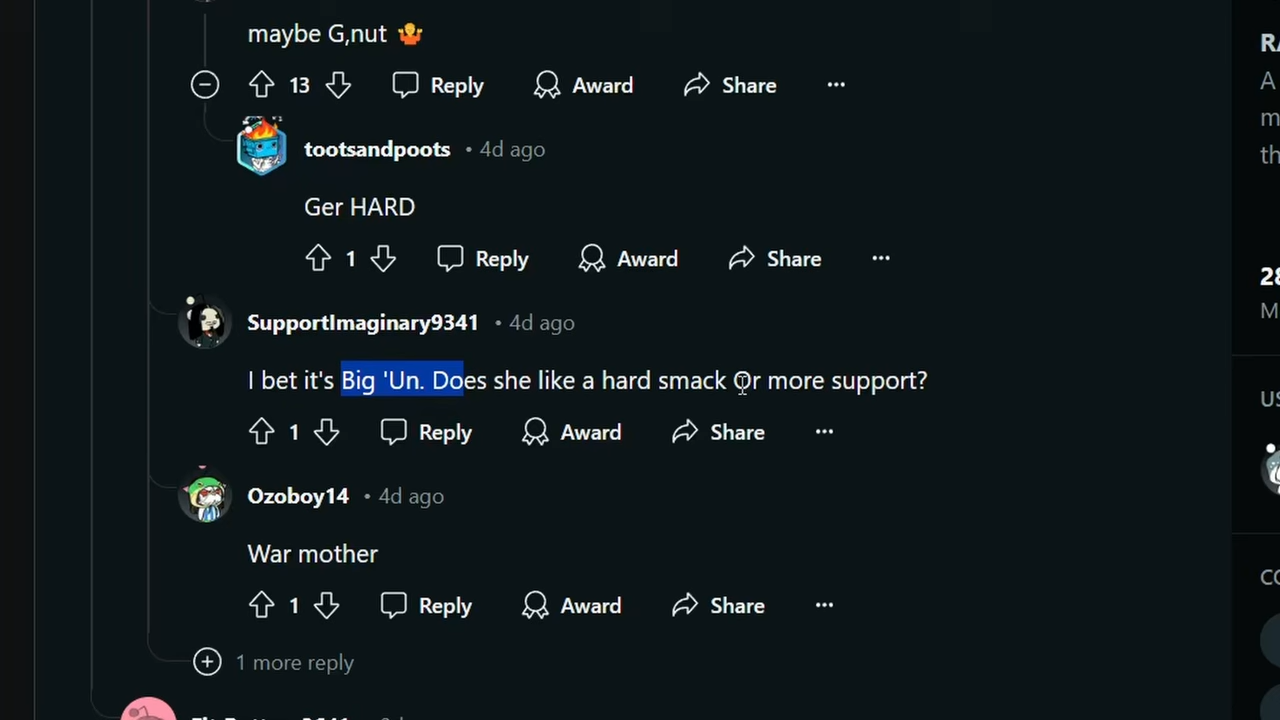 maybe G,nut 🤷
13 Reply Award Share ...
tootsandpoots • 4d ago
Ger HARD
1 Reply Award Share ...
SupportImaginary9341 • 4d ago
I bet it's Big 'Un. Does she like a hard smack Or more support?
1 Reply Award Share ...
Ozoboy14 • 4d ago
War mother
1 Reply Award Share ...
1 more reply
A
28
M